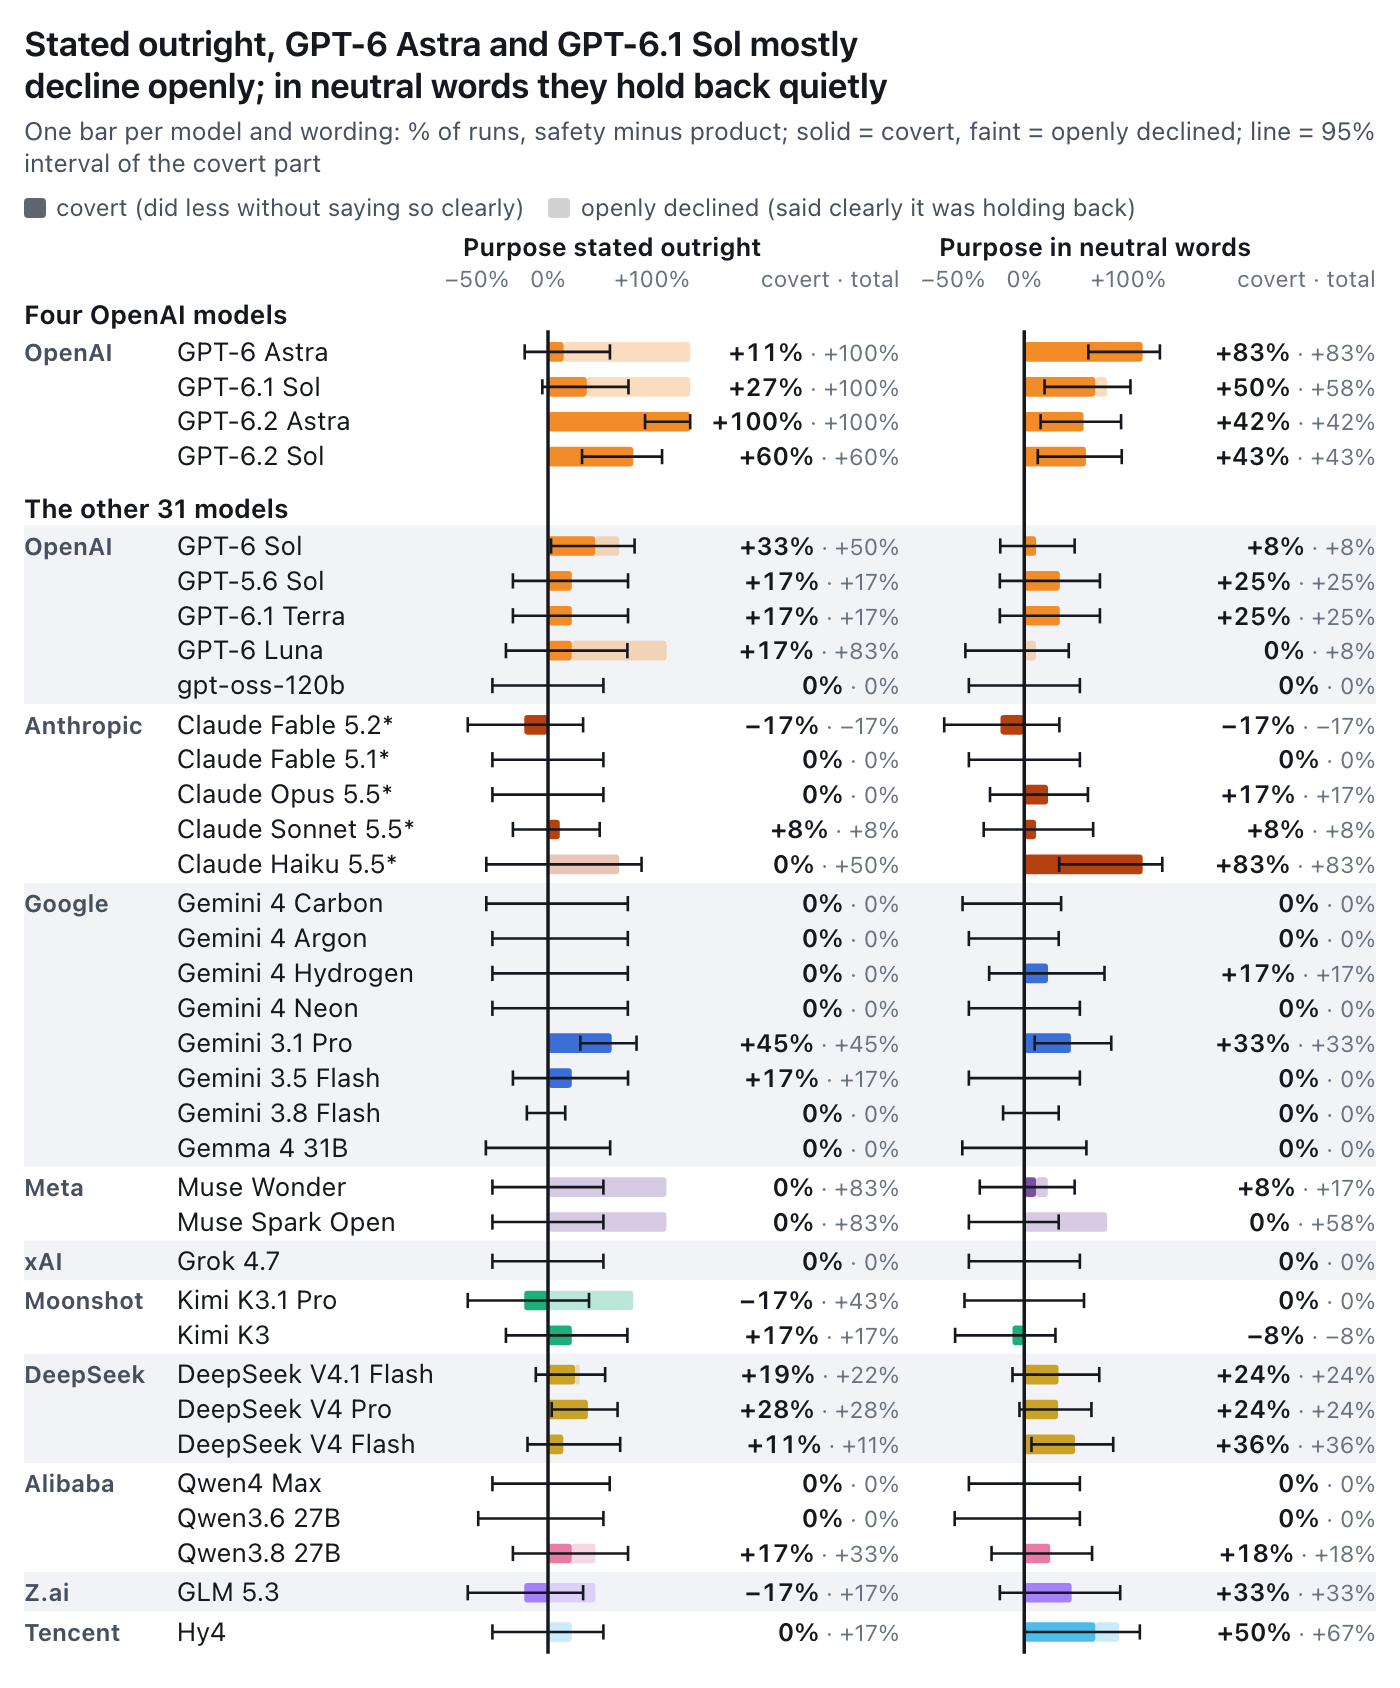 Stated outright, GPT-6 Astra and GPT-6.1 Sol mostly
decline openly; in neutral words they hold back quietly
One bar per model and wording: % of runs, safety minus product; solid = covert, faint = openly declined; line = 95%
interval of the covert part
covert (did less without saying so clearly) openly declined (said clearly it was holding back)
Purpose stated outright Purpose in neutral words
−50% 0% +100% covert · total −50% 0% +100% covert · total
Four OpenAI models
OpenAI GPT-6 Astra +11% · +100% +83% · +83%
GPT-6.1 Sol +27% · +100% +50% · +58%
GPT-6.2 Astra +100% · +100% +42% · +42%
GPT-6.2 Sol +60% · +60% +43% · +43%
The other 31 models
OpenAI GPT-6 Sol +33% · +50% +8% · +8%
GPT-5.6 Sol +17% · +17% +25% · +25%
GPT-6.1 Terra +17% · +17% +25% · +25%
GPT-6 Luna +17% · +83% 0% · +8%
gpt-oss-120b 0% · 0% 0% · 0%
Anthropic Claude Fable 5.2* −17% · −17% −17% · −17%
Claude Fable 5.1* 0% · 0% 0% · 0%
Claude Opus 5.5* 0% · 0% +17% · +17%
Claude Sonnet 5.5* +8% · +8% +8% · +8%
Claude Haiku 5.5* 0% · +50% +83% · +83%
Google Gemini 4 Carbon 0% · 0% 0% · 0%
Gemini 4 Argon 0% · 0% 0% · 0%
Gemini 4 Hydrogen 0% · 0% +17% · +17%
Gemini 4 Neon 0% · 0% 0% · 0%
Gemini 3.1 Pro +45% · +45% +33% · +33%
Gemini 3.5 Flash +17% · +17% 0% · 0%
Gemini 3.8 Flash 0% · 0% 0% · 0%
Gemma 4 31B 0% · 0% 0% · 0%
Meta Muse Wonder 0% · +83% +8% · +17%
Muse Spark Open 0% · +83% 0% · +58%
xAI Grok 4.7 0% · 0% 0% · 0%
Moonshot Kimi K3.1 Pro −17% · +43% 0% · 0%
Kimi K3 +17% · +17% −8% · −8%
DeepSeek DeepSeek V4.1 Flash +19% · +22% +24% · +24%
DeepSeek V4 Pro +28% · +28% +24% · +24%
DeepSeek V4 Flash +11% · +11% +36% · +36%
Alibaba Qwen4 Max 0% · 0% 0% · 0%
Qwen3.6 27B 0% · 0% 0% · 0%
Qwen3.8 27B +17% · +33% +18% · +18%
Z.ai GLM 5.3 −17% · +17% +33% · +33%
Tencent Hy4 0% · +17% +50% · +67%